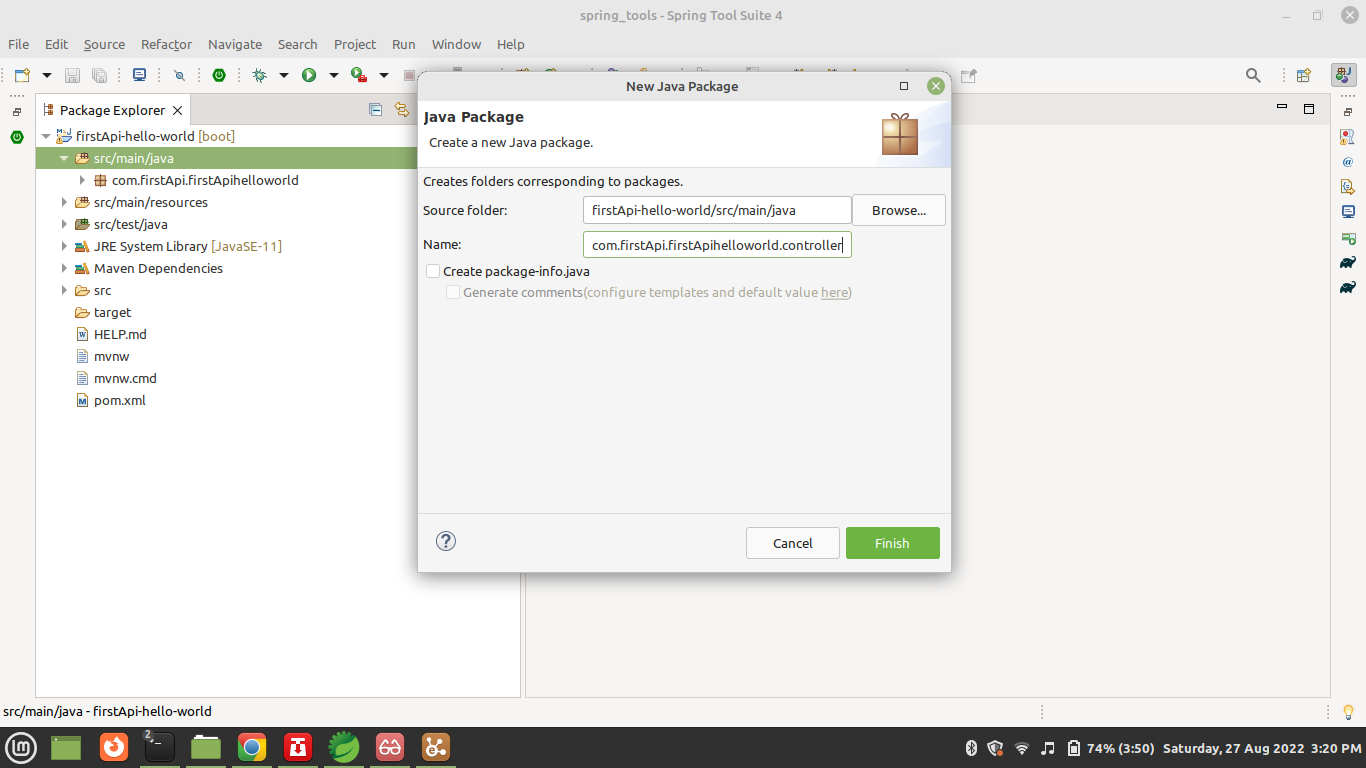 spring_tools - Spring Tool Suite 4
File Edit Source Refactor Navigate Search Project Run Window Help
Package Explorer
firstApi-hello-world [boot]
src/main/java
com.firstApi.firstApihelloworld
src/main/resources
src/test/java
JRE System Library [JavaSE-11]
Maven Dependencies
src
target
HELP.md
mvnw
mvnw.cmd
pom.xml
New Java Package
Java Package
Create a new Java package.
Creates folders corresponding to packages.
Source folder: firstApi-hello-world/src/main/java Browse...
Name: com.firstApi.firstApihelloworld.controller
Create package-info.java
Generate comments(configure templates and default value here)
? Cancel Finish
src/main/java - firstApi-hello-world
2
74% (3:50) Saturday, 27 Aug 2022 3:20 PM